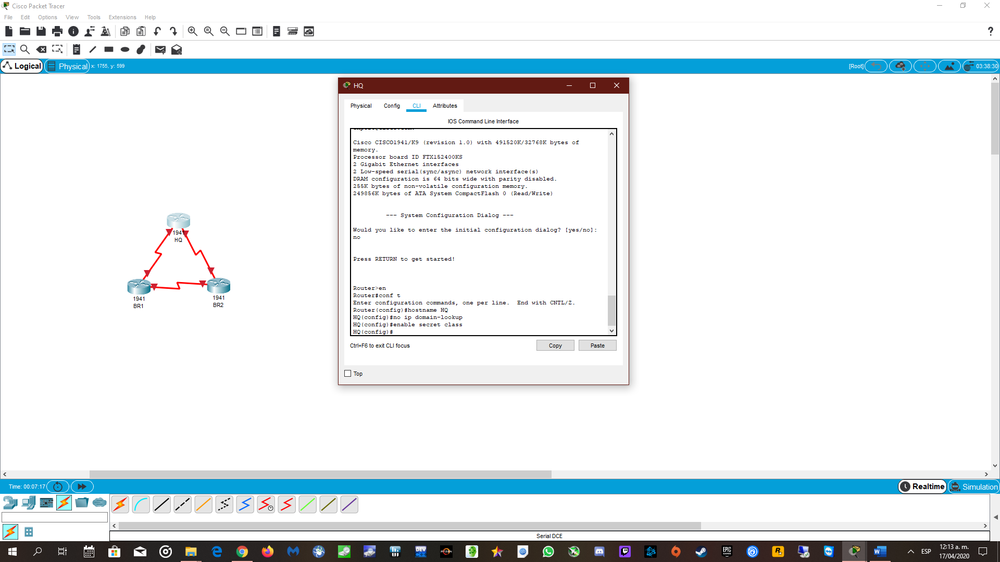 Cisco Packet Tracer
File Edit Options View Tools Extensions Help
Logical Physical x: 1755, y: 599 [Root] 03:38:30
HQ
Physical Config CLI Attributes
IOS Command Line Interface
Cisco CISCO1941/K9 (revision 1.0) with 491520K/32768K bytes of
memory.
Processor board ID FTX152400KS
2 Gigabit Ethernet interfaces
2 Low-speed serial(sync/async) network interface(s)
DRAM configuration is 64 bits wide with parity disabled.
255K bytes of non-volatile configuration memory.
249856K bytes of ATA System CompactFlash 0 (Read/Write)
--- System Configuration Dialog ---
Would you like to enter the initial configuration dialog? [yes/no]:
no
Press RETURN to get started!
Router>en
Router#conf t
Enter configuration commands, one per line. End with CNTL/Z.
Router(config)#hostname HQ
HQ(config)#no ip domain-lookup
HQ(config)#enable secret class
HQ(config)#
Ctrl+F6 to exit CLI focus
Copy Paste
Top
1941
HQ
1941
BR1
1941
BR2
Time: 00:07:17
Realtime Simulation
Serial DCE
DEV
RYZEN
EPIC
GAMES
ESP
12:13 a. m.
17/04/2020